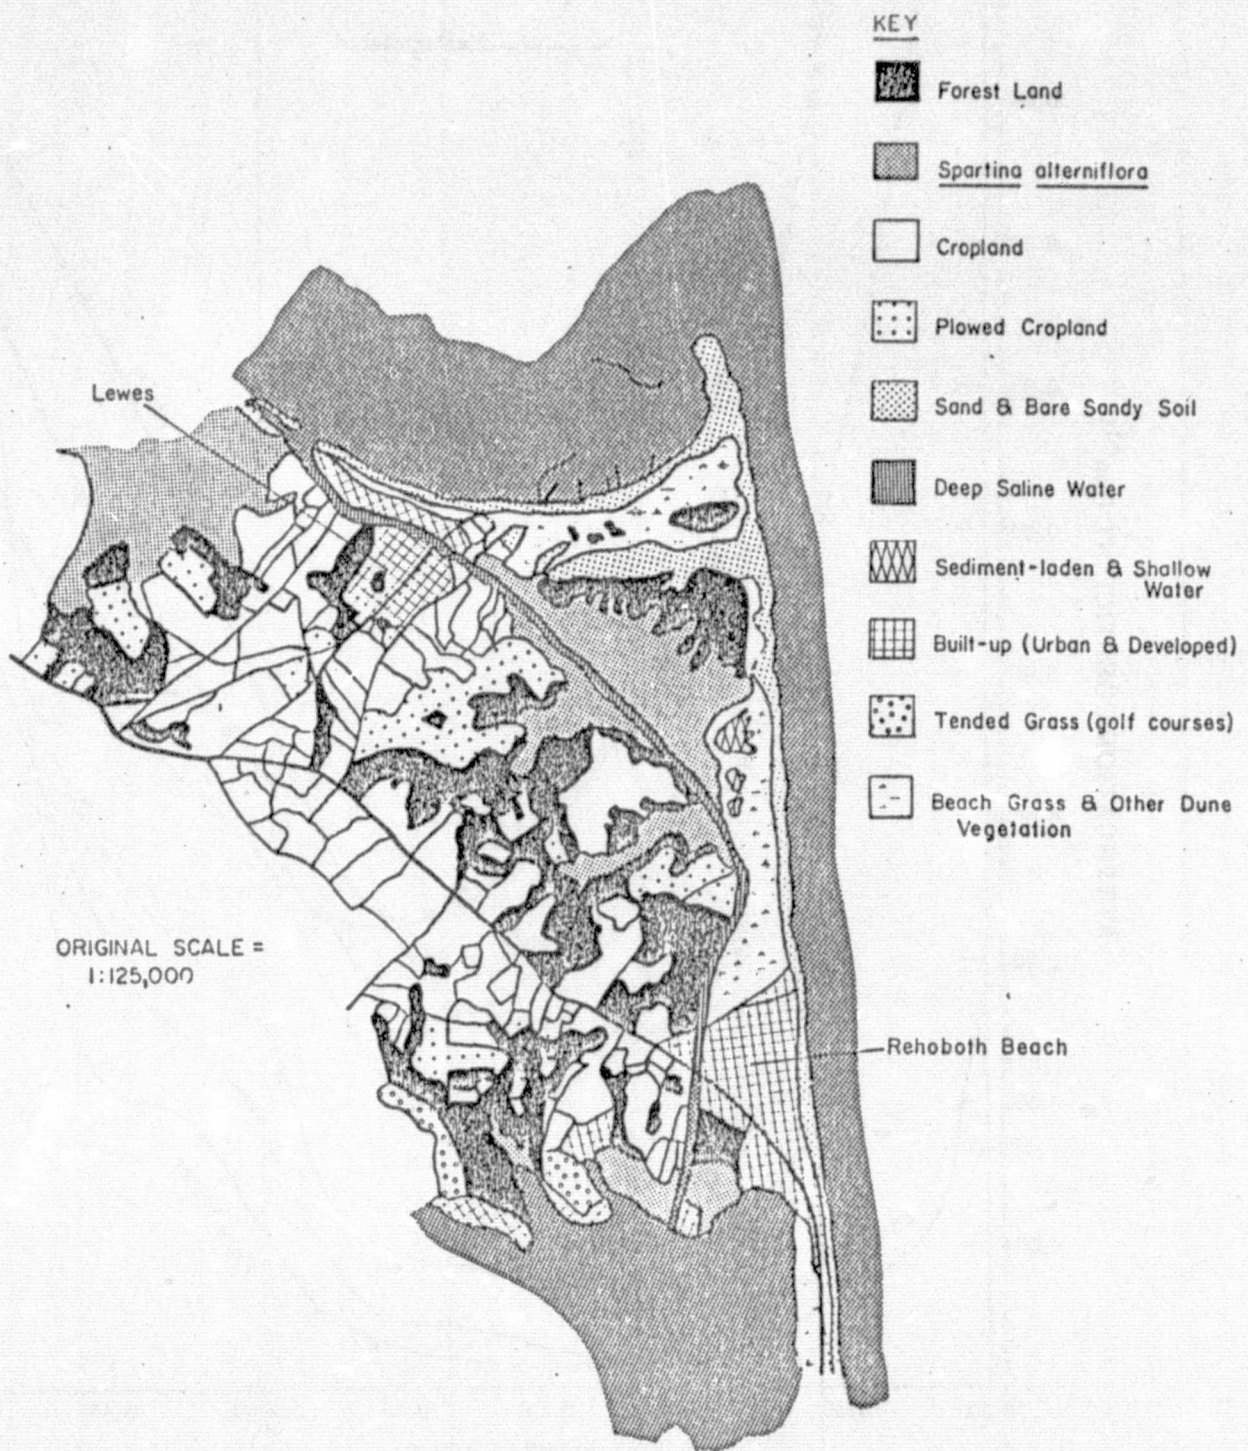 KEY
Forest Land
Spartina alterniflora
Cropland
Plowed Cropland
Sand & Bare Sandy Soil
Deep Saline Water
Sediment-laden & Shallow
Water
Built-up (Urban & Developed)
Tended Grass (golf courses)
Beach Grass & Other Dune
Vegetation
Lewes
ORIGINAL SCALE =
1:125,000
Rehoboth Beach